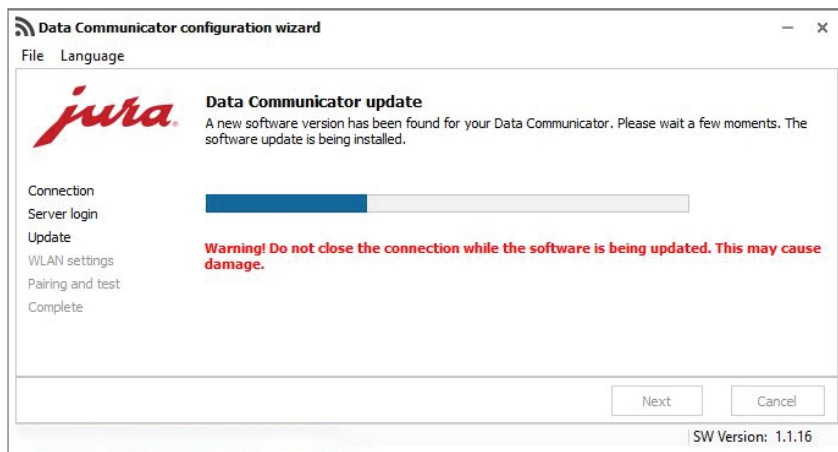 Data Communicator configuration wizard
File Language
jura
Data Communicator update
A new software version has been found for your Data Communicator. Please wait a few moments. The
software update is being installed.
Connection
Server login
Update
WLAN settings
Pairing and test
Complete
Warning! Do not close the connection while the software is being updated. This may cause
damage.
Next Cancel
SW Version: 1.1.16